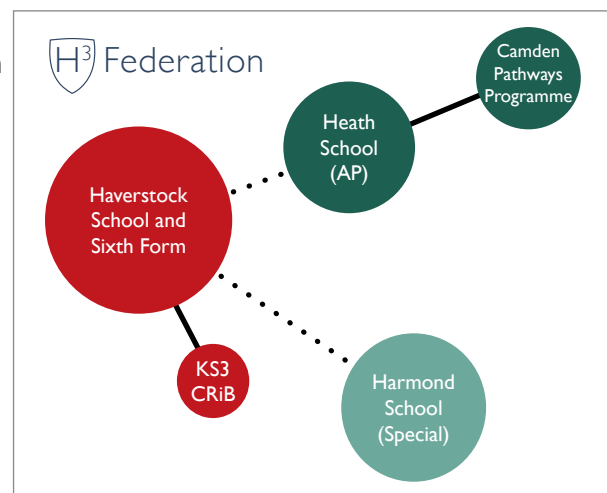 H³ Federation
Camden
Pathways
Programme
Heath
School
(AP)
Haverstock
School and
Sixth Form
KS3
CRiB
Harmond
School
(Special)